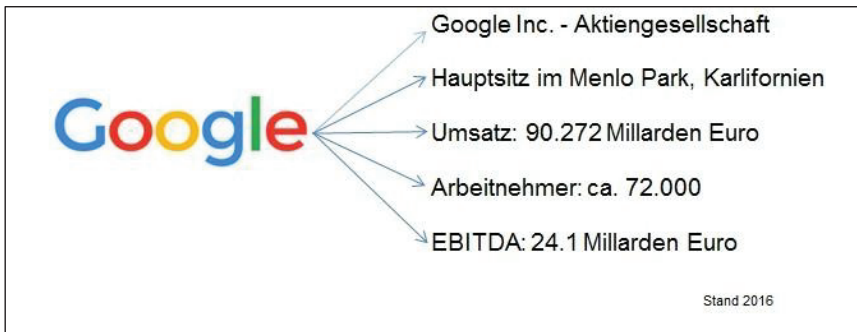 Google Inc. - Aktiengesellschaft
Hauptsitz im Menlo Park, Karlifornien
Google
Umsatz: 90.272 Millarden Euro
Arbeitnehmer: ca. 72.000
EBITDA: 24.1 Millarden Euro
Stand 2016